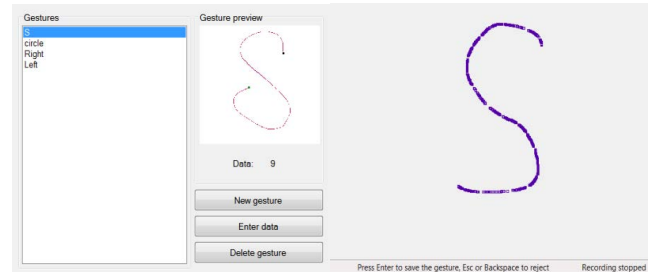 Gestures
S
circle
Right
Left
Gesture preview
Data: 9
New gesture
Enter data
Delete gesture
Press Enter to save the gesture, Esc or Backspace to reject
Recording stopped